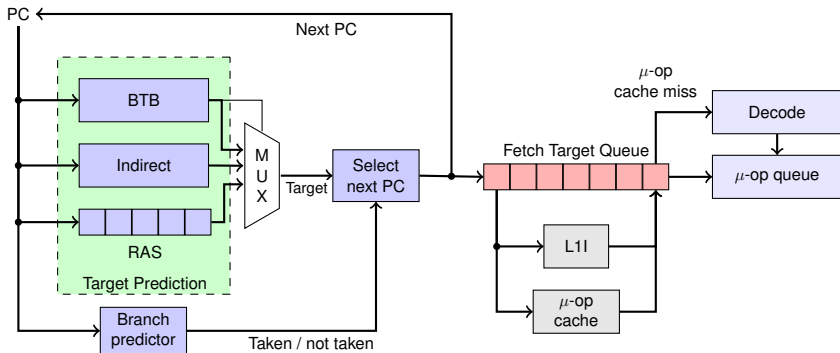 PC
Next PC
BTB
Indirect
RAS
Target Prediction
M
U
X
Target
Select
next PC
Branch
predictor
Taken / not taken
Fetch Target Queue
μ-op
cache miss
Decode
μ-op queue
L1I
μ-op
cache